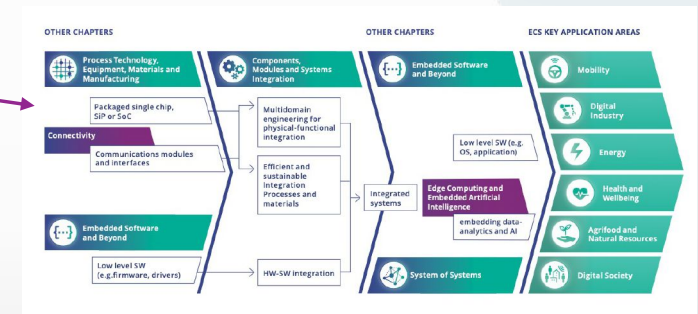 OTHER CHAPTERS
OTHER CHAPTERS
ECS KEY APPLICATION AREAS
Process Technology,
Equipment, Materials and
Manufacturing
Components,
Modules and Systems
Integration
Embedded Software
and Beyond
Mobility
Packaged single chip,
SiP or SoC
Multidomain
engineering for
physical-functional
integration
Digital
Industry
Connectivity
Communications modules
and interfaces
Low level SW (e.g.
OS, application)
Energy
Efficient and
sustainable
Integration
Processes and
materials
Integrated
systems
Edge Computing and
Embedded Artificial
Intelligence
embedding data-
analytics and AI
Health and
Wellbeing
Embedded Software
and Beyond
Agrifood and
Natural Resources
Low level SW
(e.g.firmware, drivers)
HW-SW integration
System of Systems
Digital Society